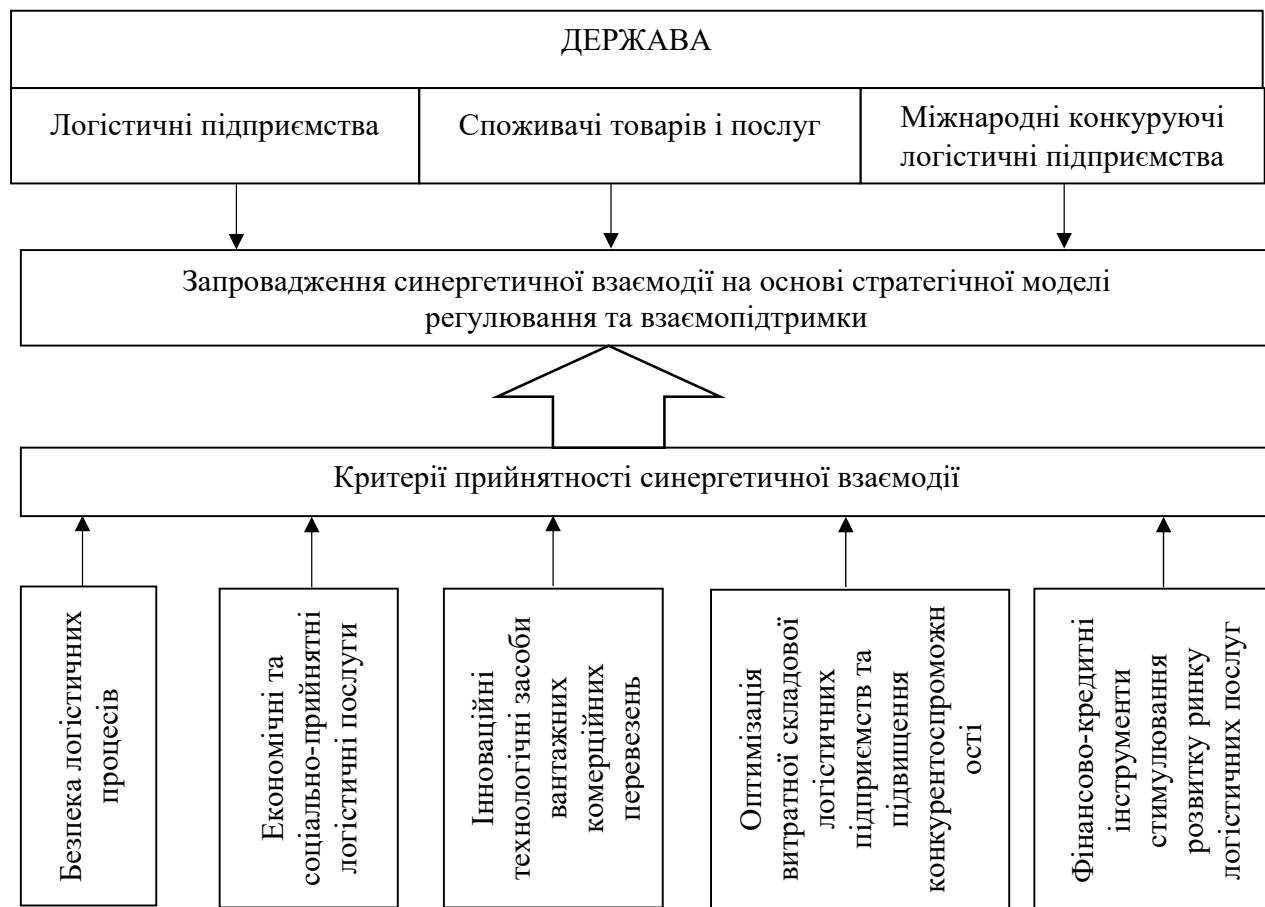 ДЕРЖАВА
Логістичні підприємства
Споживачі товарів і послуг
Міжнародні конкуруючі
логістичні підприємства
Запровадження синергетичної взаємодії на основі стратегічної моделі
регулювання та взаємопідтримки
Критерії прийнятності синергетичної взаємодії
Безпека логістичних
процесів
Економічні та
соціально-прийнятні
логістичні послуги
Інноваційні
технологічні засоби
вантажних
комерційних
перевезень
Оптимізація
витратної складової
логістичних
підприємств та
підвищення
конкурентоспроможн
ості
Фінансово-кредитні
інструменти
стимулювання
розвитку ринку
логістичних послуг